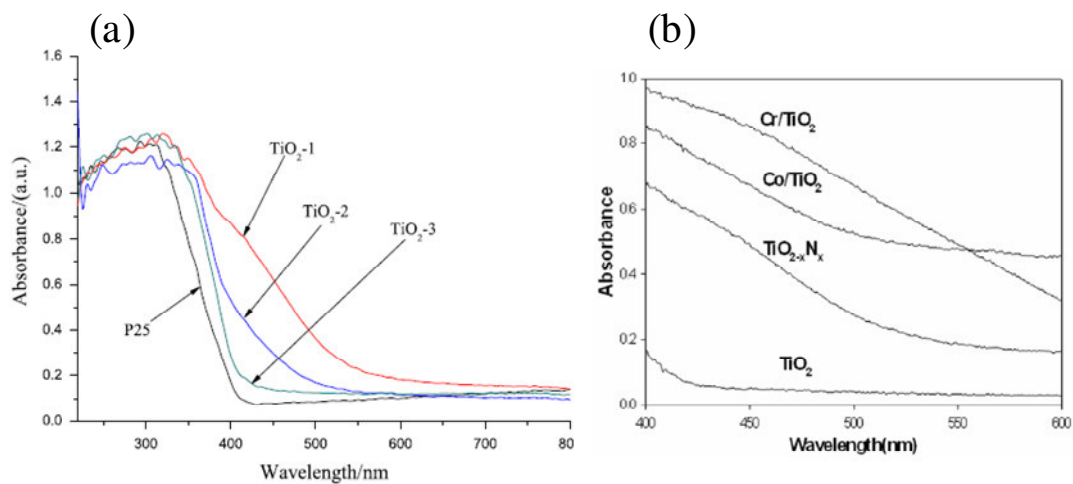 (a)
(b)
1.6
1.4
1.2
1.0
0.8
0.6
0.4
0.2
0.0
Absorbance/(a.u.)
TiO2-1
TiO2-2
TiO2-3
P25
300 400 500 600 700 80
Wavelength/nm
1.0
0.8
0.6
0.4
0.2
0.0
Absorbance
Cr/TiO2
Co/TiO2
TiO2-xNx
TiO2
400 450 500 550 600
Wavelength(nm)